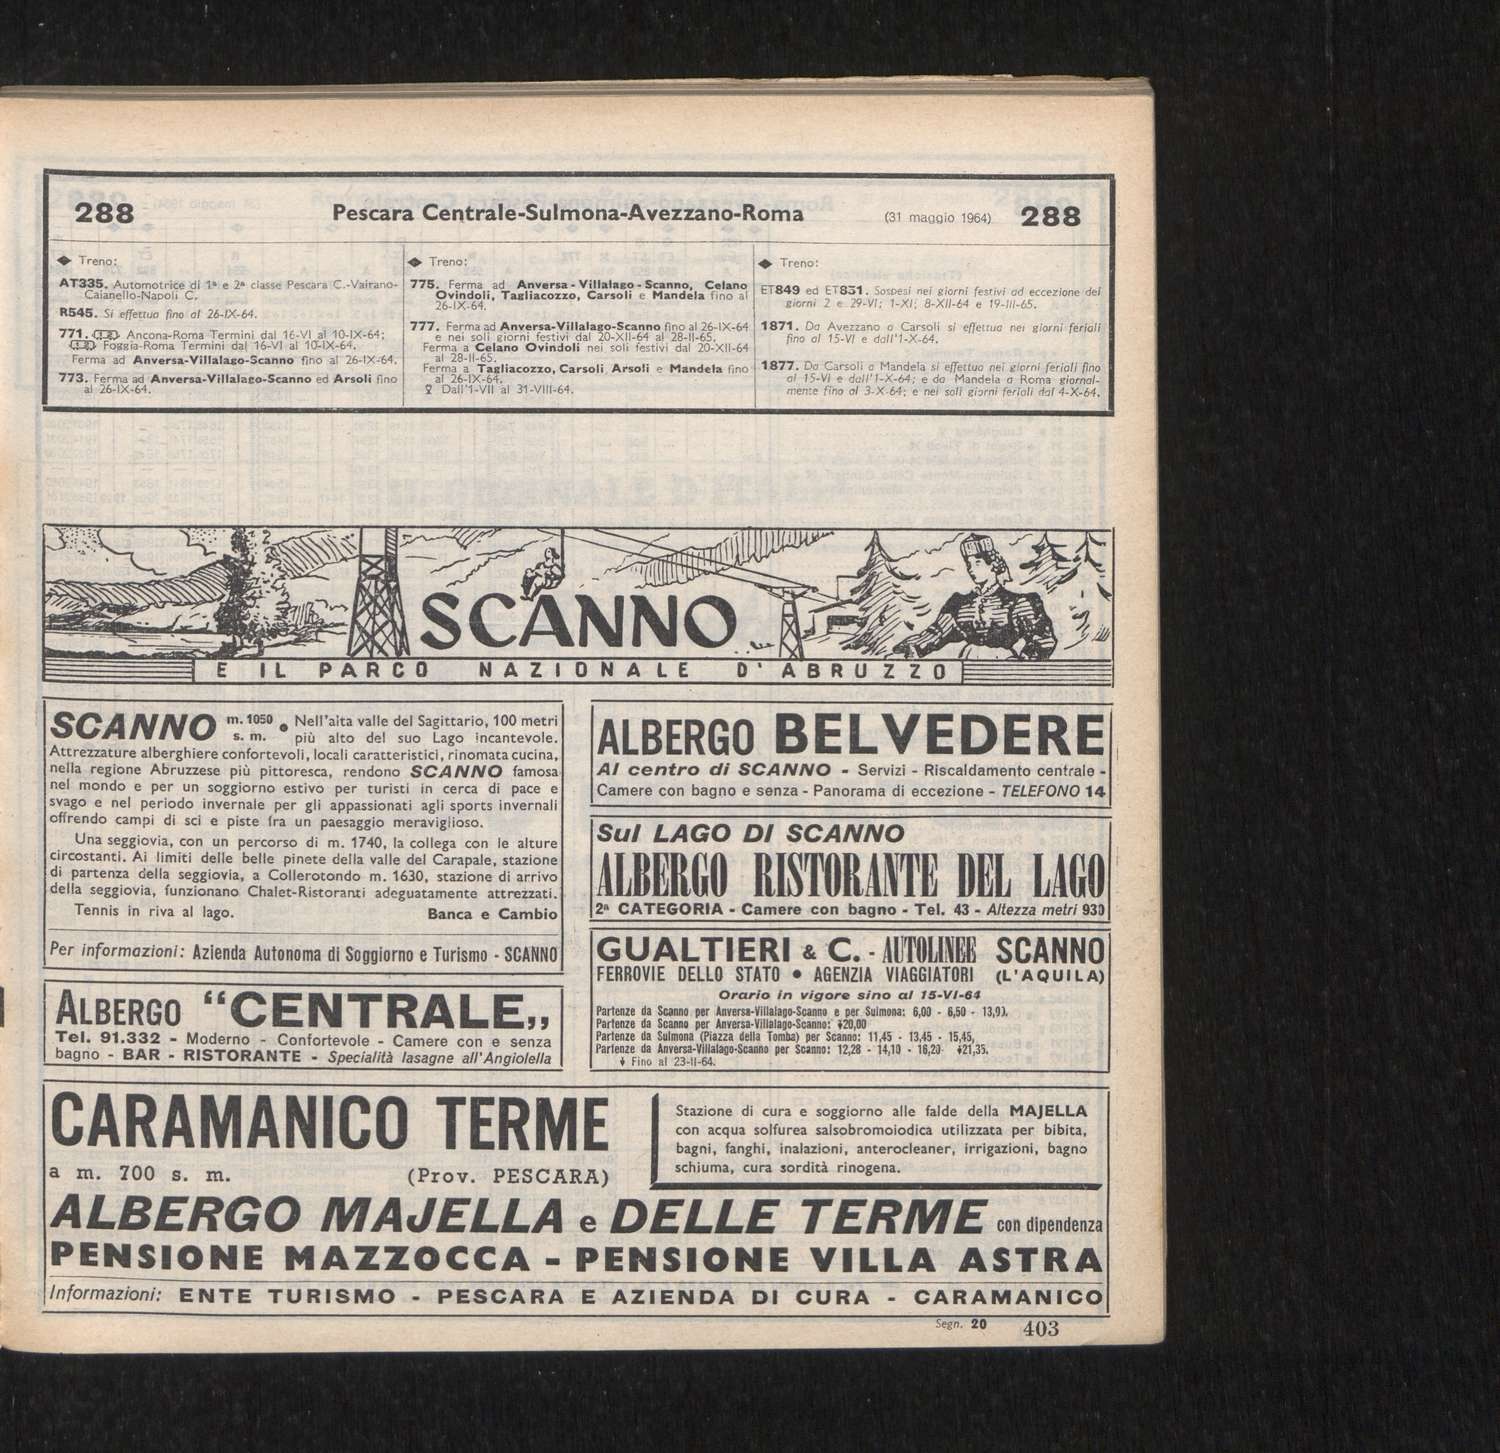 288 Pescara Centrale-Sulmona-Avezzano-Roma (31 maggio 1964) 288
◆ Treno:
AT335. Automotrice di 1ª e 2ª classe Pescara C.-Vairano-
Caianello-Napoli C.
R545. Si effettua fino al 26-IX-64.
771. Ancona-Roma Termini dal 16-VI al 10-IX-64;
Foggia-Roma Termini dal 16-VI al 10-IX-64.
Ferma ad Anversa-Villalago-Scanno fino al 26-IX-64.
773. Ferma ad Anversa-Villalago-Scanno ed Arsoli fino
al 26-IX-64.
◆ Treno:
775. Ferma ad Anversa-Villalago-Scanno, Celano
Ovindoli, Tagliacozzo, Carsoli e Mandela fino al
26-IX-64.
777. Ferma ad Anversa-Villalago-Scanno fino al 26-IX-64
e nei soli giorni festivi dal 20-XII-64 al 28-II-65.
Ferma a Celano Ovindoli nei soli festivi dal 20-XII-64
al 28-II-65.
Ferma a Tagliacozzo, Carsoli Arsoli e Mandela fino
al 26-IX-64.
Dall'1-VII al 31-VIII-64.
◆ Treno:
ET849 ed ET851. Sospesi nei giorni festivi ad eccezione dei
giorni 2 e 29-VI; 1-XI; 8-XII-64 e 19-III-65.
1871. Da Avezzano a Carsoli si effettua nei giorni feriali
fino al 15-VI e dall'1-X-64.
1877. Da Carsoli a Mandela si effettua nei giorni feriali fino
al 15-VI e dall'1-X-64; e da Mandela a Roma giornal-
mente fino al 3-X-64; e nei soli giorni feriali dal 4-X-64.
SCANNO
E IL PARCO NAZIONALE D'ABRUZZO
SCANNO m. 1050 s. m. • Nell'alta valle del Sagittario, 100 metri
più alto del suo Lago incantevole.
Attrezzature alberghiere confortevoli, locali caratteristici, rinomata cucina,
nella regione Abruzzese più pittoresca, rendono SCANNO famosa
nel mondo e per un soggiorno estivo per turisti in cerca di pace e
svago e nel periodo invernale per gli appassionati agli sports invernali
offrendo campi di sci e piste fra un paesaggio meraviglioso.
Una seggiovia, con un percorso di m. 1740, la collega con le alture
circostanti. Ai limiti delle belle pinete della valle del Carapale, stazione
di partenza della seggiovia, a Collerotondo m. 1630, stazione di arrivo
della seggiovia, funzionano Chalet-Ristoranti adeguatamente attrezzati.
Tennis in riva al lago. Banca e Cambio
Per informazioni: Azienda Autonoma di Soggiorno e Turismo - SCANNO
ALBERGO "CENTRALE„
Tel. 91.332 - Moderno - Confortevole - Camere con e senza
bagno - BAR - RISTORANTE - Specialità lasagne all'Angiolella
ALBERGO BELVEDERE
Al centro di SCANNO - Servizi - Riscaldamento centrale -
Camere con bagno e senza - Panorama di eccezione - TELEFONO 14
Sul LAGO DI SCANNO
ALBERGO RISTORANTE DEL LAGO
2ª CATEGORIA - Camere con bagno - Tel. 43 - Altezza metri 930
GUALTIERI & C. - AUTOLINEE SCANNO
FERROVIE DELLO STATO • AGENZIA VIAGGIATORI (L'AQUILA)
Orario in vigore sino al 15-VI-64
Partenze da Scanno per Anversa-Villalago-Scanno e per Sulmona: 6,00 - 6,50 - 13,90.
Partenze da Scanno per Anversa-Villalago-Scanno: ↓20,00
Partenze da Sulmona (Piazza della Tomba) per Scanno: 11,45 - 13,45 - 15,45,
Partenze da Anversa-Villalago-Scanno per Scanno: 12,28 - 14,10 - 16,20 - ↓21,35.
↓ Fino al 23-II-64.
CARAMANICO TERME
a m. 700 s. m. (Prov. PESCARA)
Stazione di cura e soggiorno alle falde della MAJELLA
con acqua solfurea salsobromoiodica utilizzata per bibita,
bagni, fanghi, inalazioni, anterocleaner, irrigazioni, bagno
schiuma, cura sordità rinogena.
ALBERGO MAJELLA e DELLE TERME con dipendenza
PENSIONE MAZZOCCA - PENSIONE VILLA ASTRA
Informazioni: ENTE TURISMO - PESCARA E AZIENDA DI CURA - CARAMANICO
Segn. 20 403